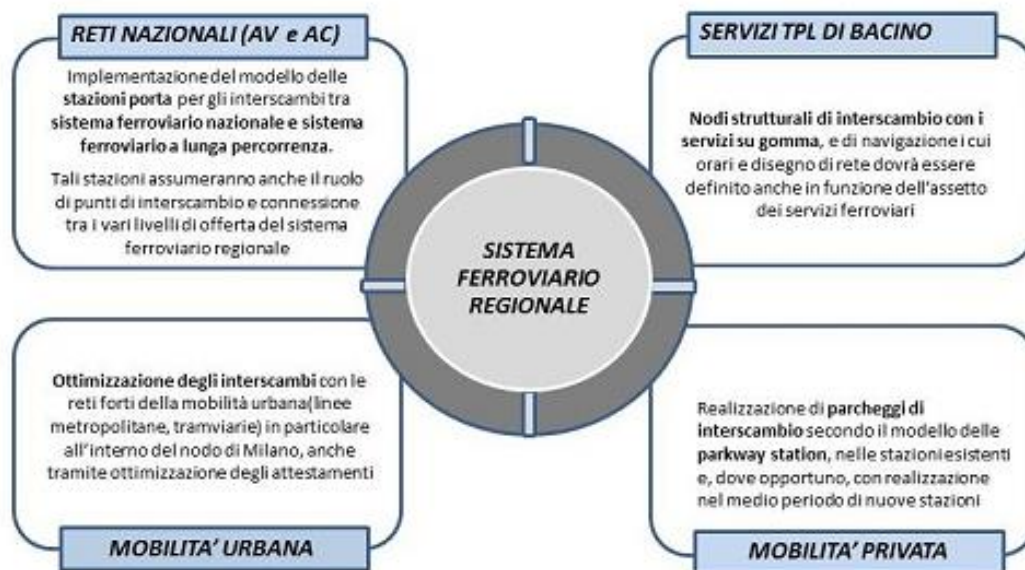 RETI NAZIONALI (AV e AC)
Implementazione del modello delle
stazioni porta per gli interscambi tra
sistema ferroviario nazionale e sistema
ferroviario a lunga percorrenza.
Tali stazioni assumeranno anche il ruolo
di punti di interscambio e connessione
tra i vari livelli di offerta del sistema
ferroviario regionale
SERVIZI TPL DI BACINO
Nodi strutturali di interscambio con i
servizi su gomma, e di navigazione i cui
orari e disegno di rete dovrà essere
definito anche in funzione dell'assetto
dei servizi ferroviari
SISTEMA
FERROVIARIO
REGIONALE
Ottimizzazione degli interscambi con le
reti forti della mobilità urbana(linee
metropolitane, tramviarie) in particolare
all'interno del nodo di Milano, anche
tramite ottimizzazione degli attestamenti
MOBILITA' URBANA
Realizzazione di parcheggi di
interscambio secondo il modello delle
parkway station, nelle stazioni esistenti
e, dove opportuno, con realizzazione
nel medio periodo di nuove stazioni
MOBILITA' PRIVATA